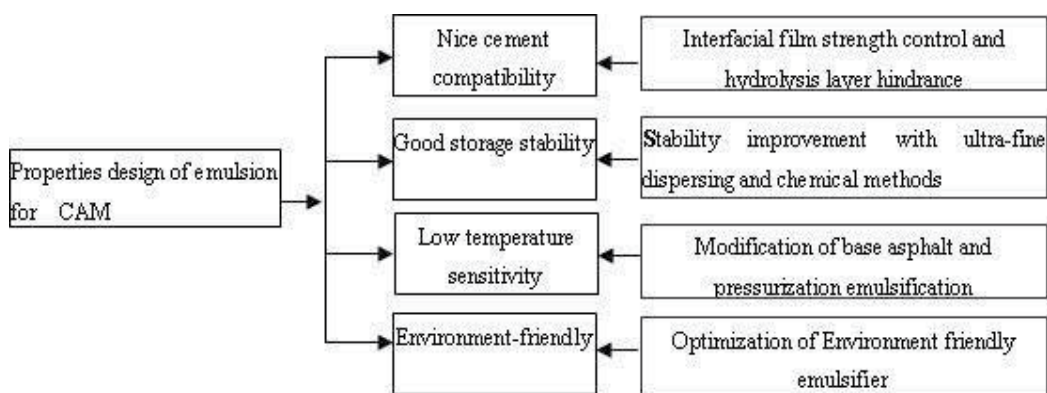 Properties design of emulsion
for CAM
Nice cement
compatibility
Good storage stability
Low temperature
sensitivity
Environment-friendly
Interfacial film strength control and
hydrolysis layer hindrance
Stability improvement with ultra-fine
dispersing and chemical methods
Modification of base asphalt and
pressurization emulsification
Optimization of Environment friendly
emulsifier